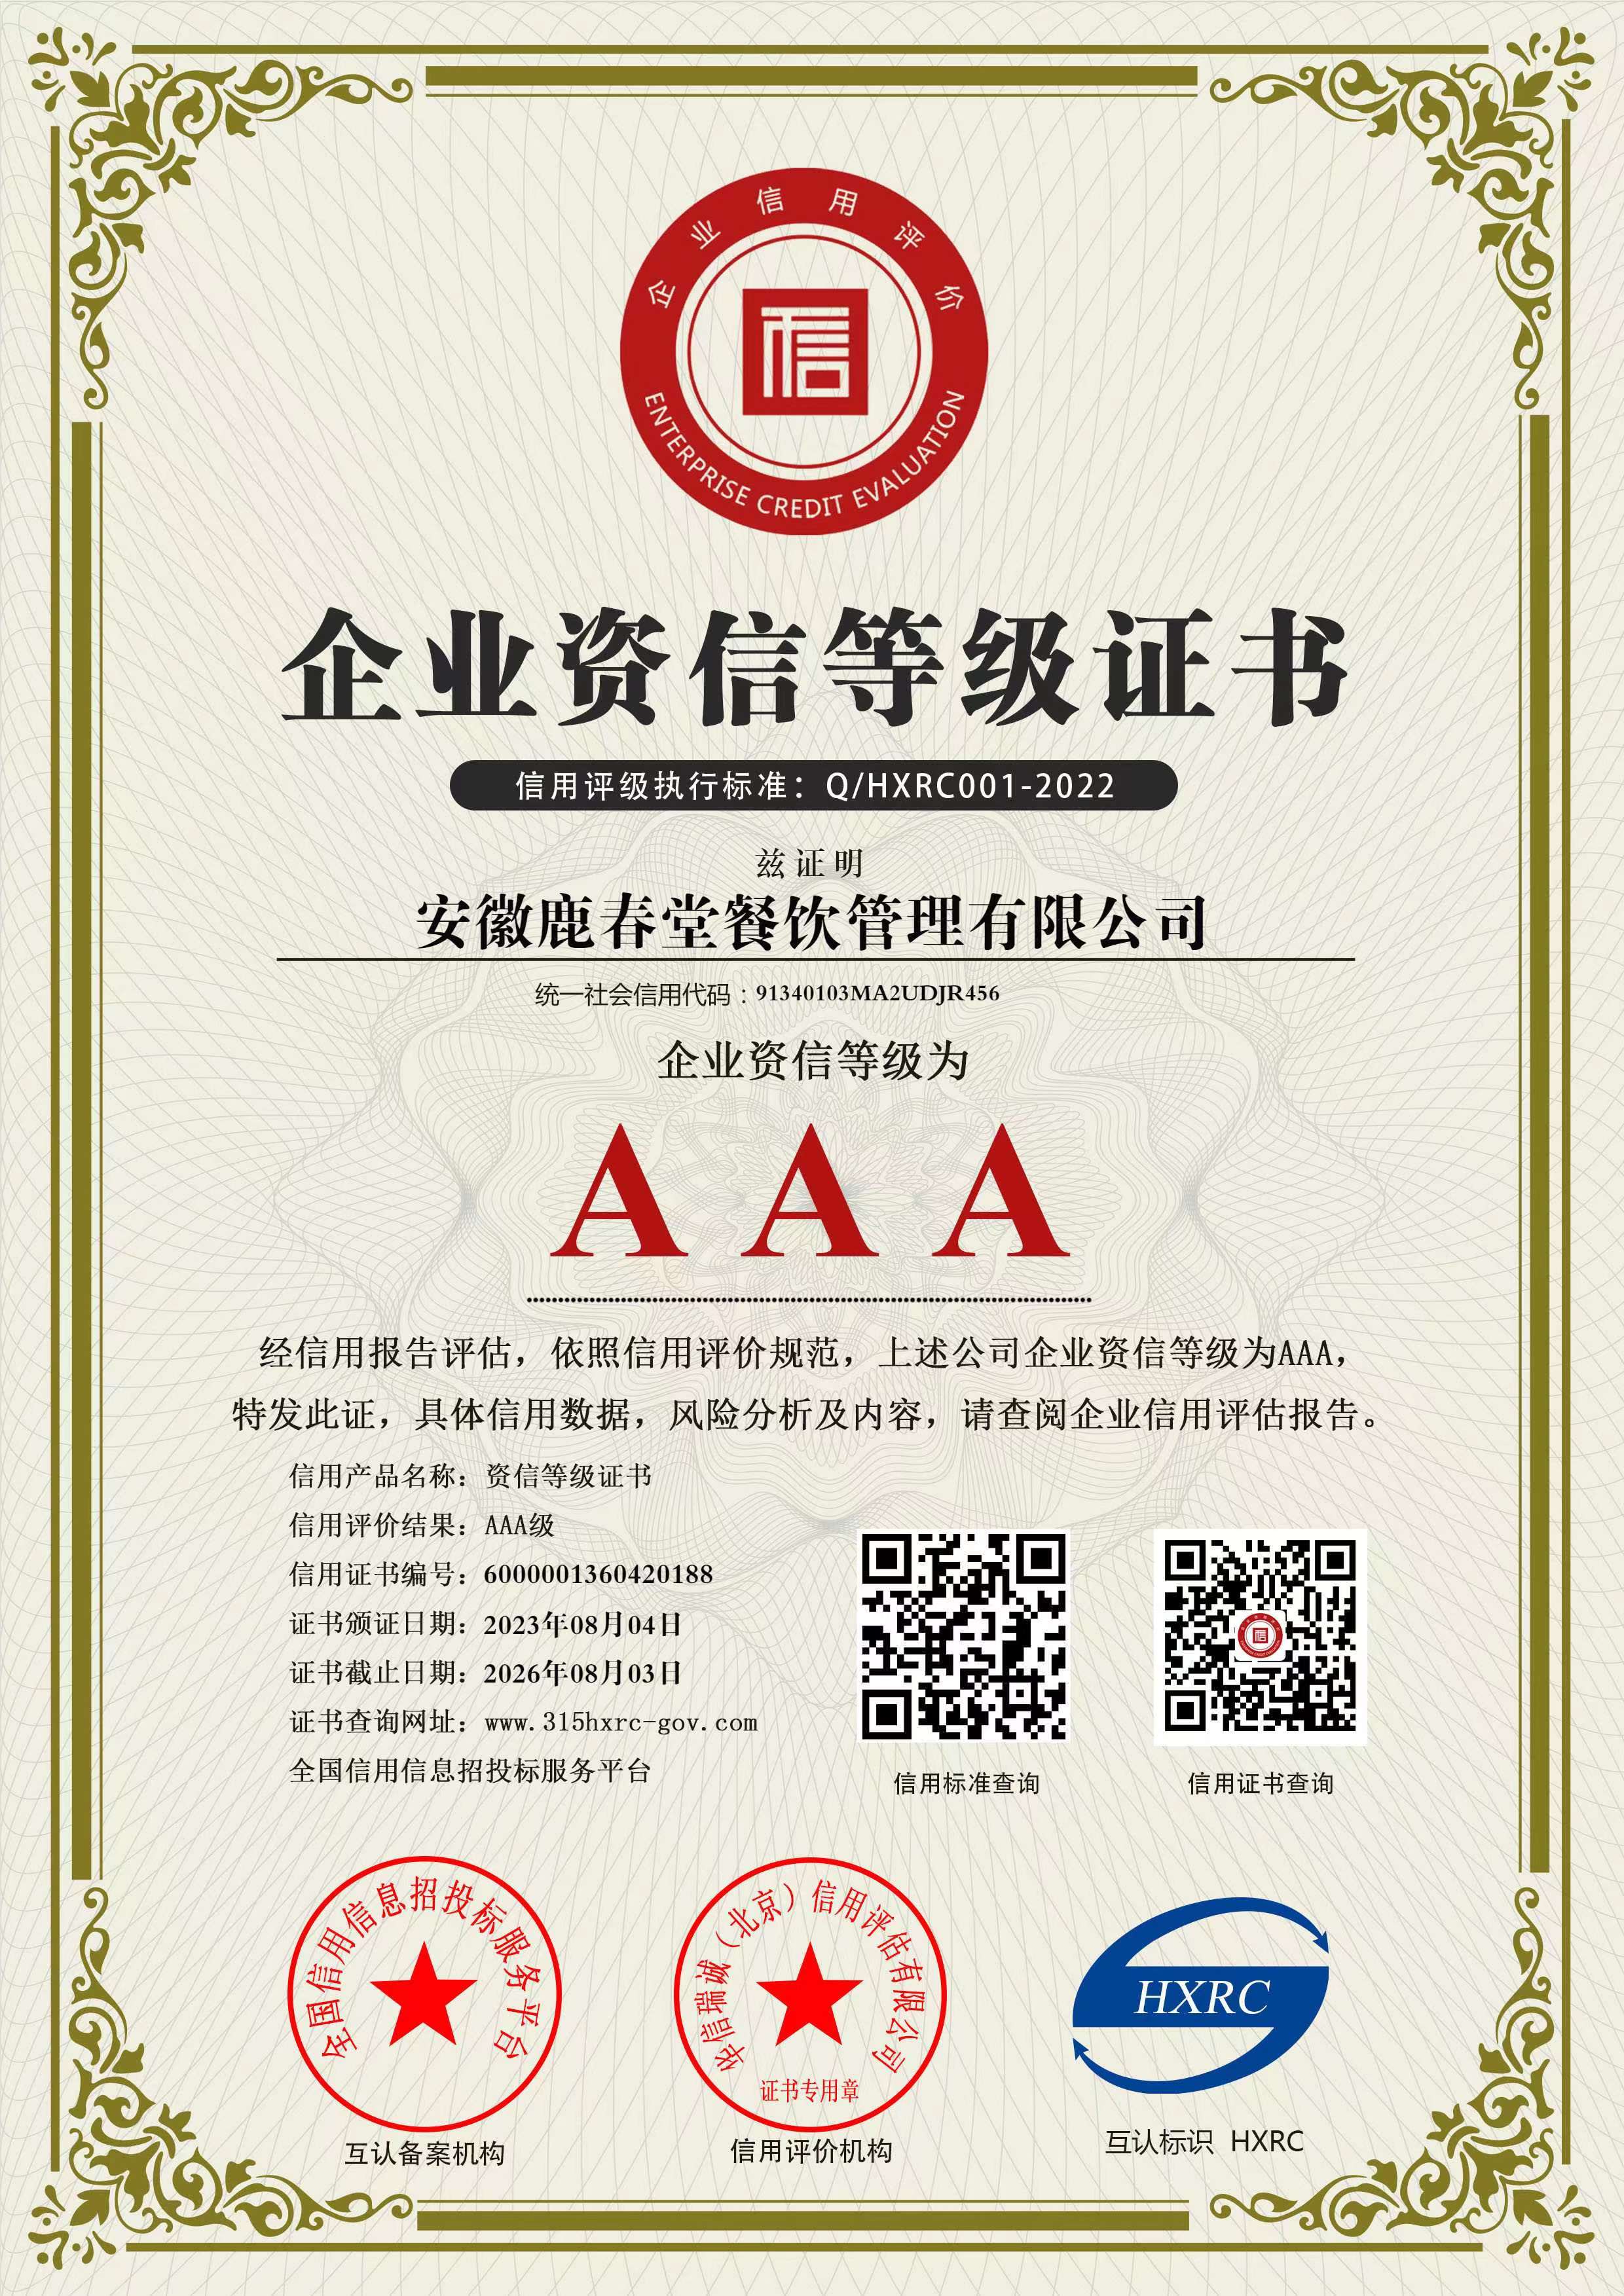 企业信用评价
信
ENTERPRISE CREDIT EVALUATION
企业资信等级证书
信用评级执行标准：Q/HXRC001-2022
兹证明
安徽鹿春堂餐饮管理有限公司
统一社会信用代码：91340103MA2UDJR456
企业资信等级为
AAA
经信用报告评估，依照信用评价规范，上述公司企业资信等级为AAA，
特发此证，具体信用数据，风险分析及内容，请查阅企业信用评估报告。
信用产品名称：资信等级证书
信用评价结果：AAA级
信用证书编号：6000001360420188
证书颁证日期：2023年08月04日
证书截止日期：2026年08月03日
证书查询网址：www.315hxrc-gov.com
全国信用信息招投标服务平台
信用标准查询
信用证书查询
全国信用信息招投标服务平台
互认备案机构
华信瑞诚（北京）信用评估有限公司
证书专用章
信用评价机构
HXRC
互认标识 HXRC